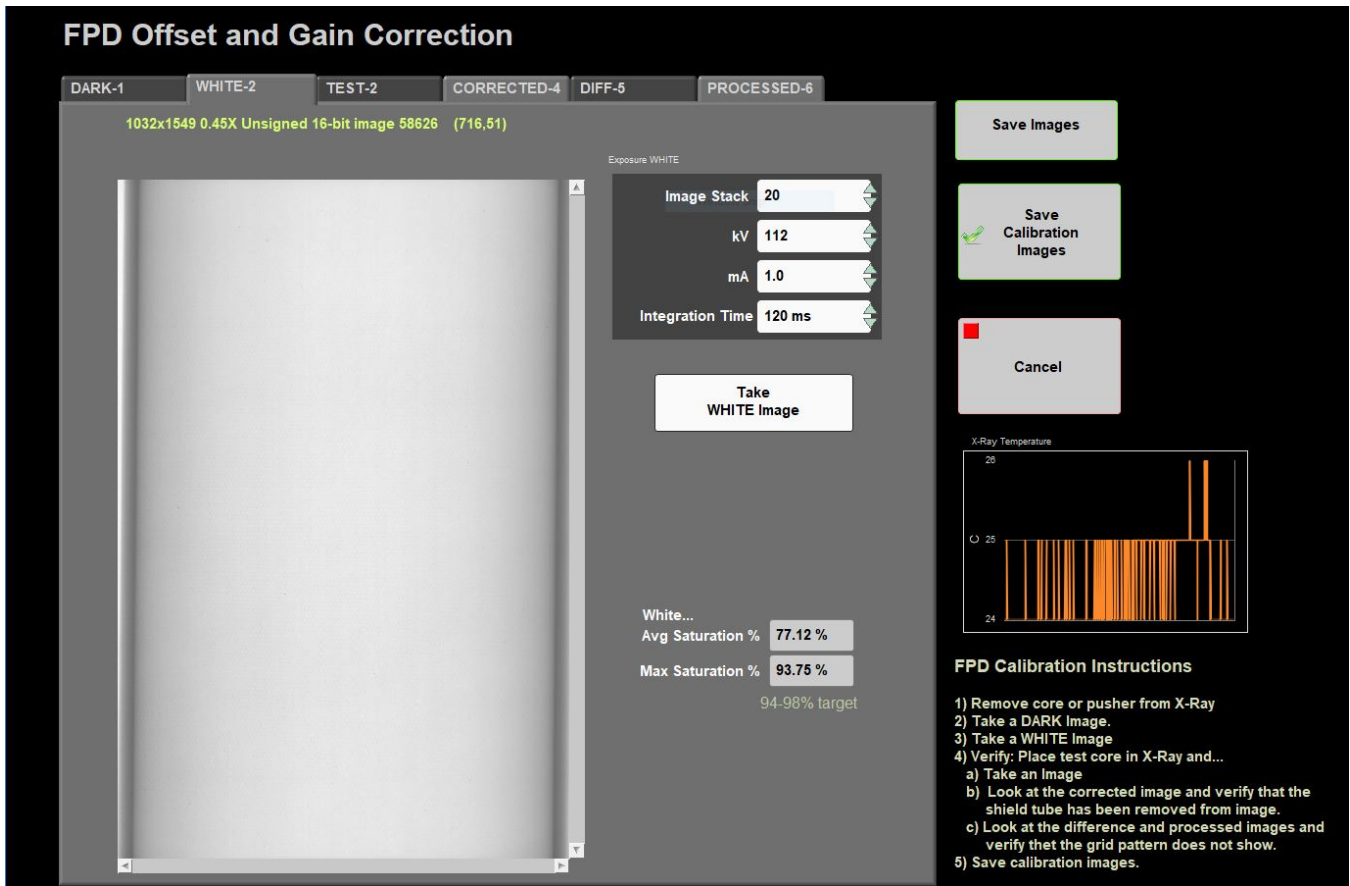 FPD Offset and Gain Correction
DARK-1
WHITE-2
TEST-2
CORRECTED-4
DIFF-5
PROCESSED-6
1032x1549 0.45X Unsigned 16-bit image 58626 (716,51)
Exposure WHITE
Image Stack 20
kV 112
mA 1.0
Integration Time 120 ms
Take
WHITE Image
White...
Avg Saturation % 77.12 %
Max Saturation % 93.75 %
94-98% target
Save Images
Save
Calibration
Images
Cancel
X-Ray Temperature
26
C 25
24
FPD Calibration Instructions
1) Remove core or pusher from X-Ray
2) Take a DARK Image.
3) Take a WHITE Image
4) Verify: Place test core in X-Ray and...
a) Take an Image
b) Look at the corrected image and verify that the
shield tube has been removed from image.
c) Look at the difference and processed images and
verify thet the grid pattern does not show.
5) Save calibration images.